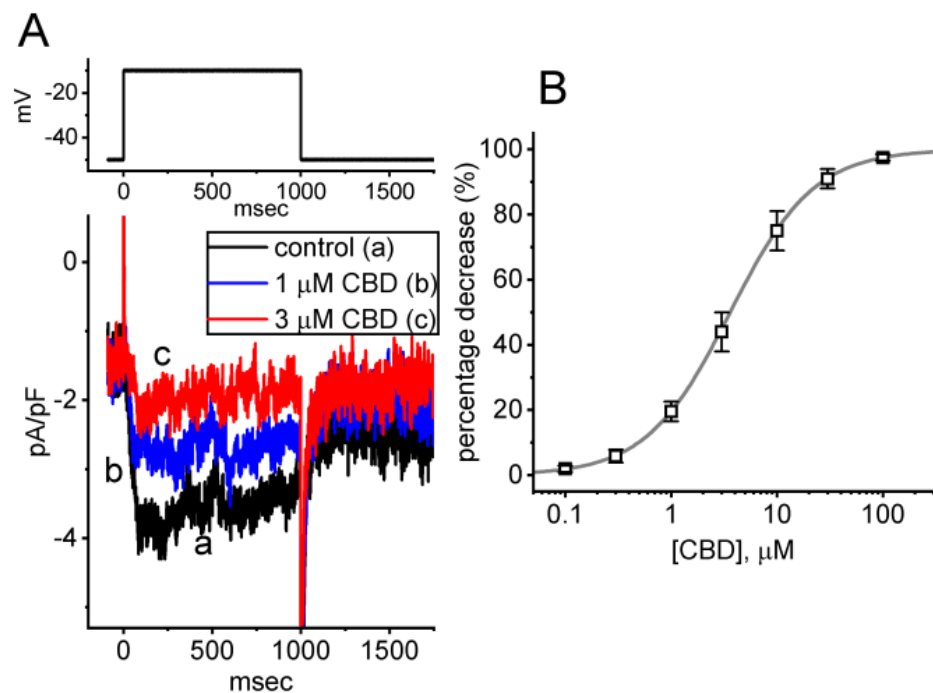 A
mV
-20
-40
0 500 1000 1500
msec
control (a)
1 μM CBD (b)
3 μM CBD (c)
pA/pF
0
-2
-4
c
b
a
0 500 1000 1500
msec
B
percentage decrease (%)
100
80
60
40
20
0
0.1 1 10 100
[CBD], μM